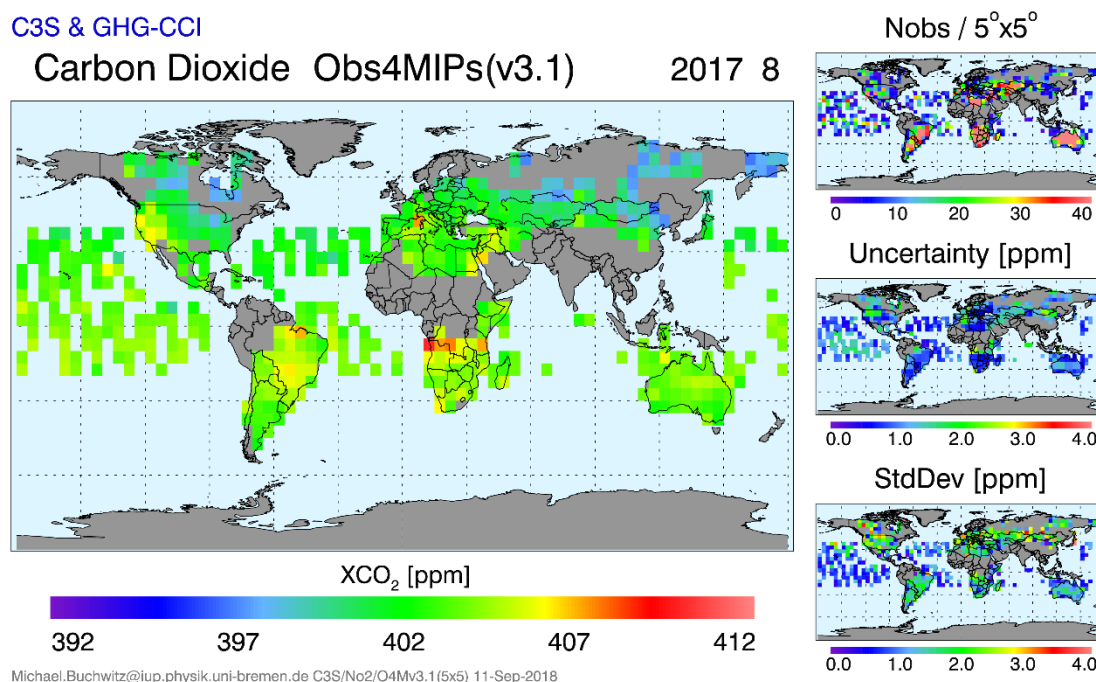 C3S & GHG-CCI
Carbon Dioxide Obs4MIPs(v3.1) 2017 8
XCO₂ [ppm]
392 397 402 407 412
Michael.Buchwitz@iup.physik.uni-bremen.de C3S/No2/O4Mv3.1(5x5) 11-Sep-2018
Nobs / 5°x5°
0 10 20 30 40
Uncertainty [ppm]
0.0 1.0 2.0 3.0 4.0
StdDev [ppm]
0.0 1.0 2.0 3.0 4.0